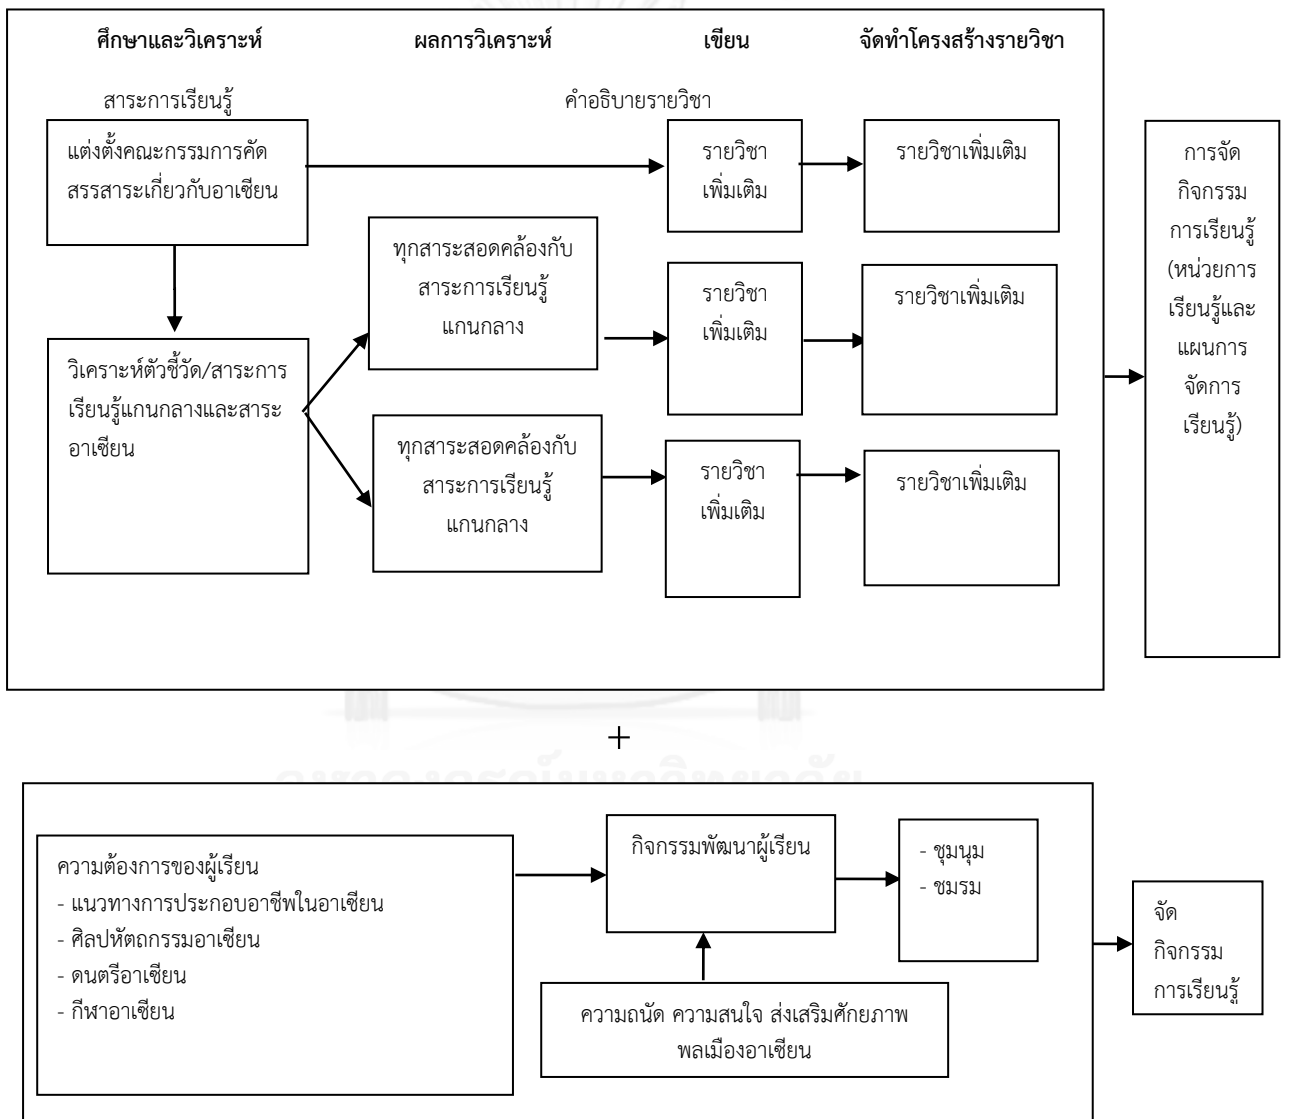 ศึกษาและวิเคราะห์ ผลการวิเคราะห์ เขียน จัดทำโครงสร้างรายวิชา
สาระการเรียนรู้ คำอธิบายรายวิชา
แต่งตั้งคณะกรรมการคัด
สรรสาระเกี่ยวกับอาเซียน
รายวิชา
เพิ่มเติม
รายวิชาเพิ่มเติม
ทุกสาระสอดคล้องกับ
สาระการเรียนรู้
แกนกลาง
รายวิชา
เพิ่มเติม
รายวิชาเพิ่มเติม
วิเคราะห์ตัวชี้วัด/สาระการ
เรียนรู้แกนกลางและสาระ
อาเซียน
ทุกสาระสอดคล้องกับ
สาระการเรียนรู้
แกนกลาง
รายวิชา
เพิ่มเติม
รายวิชาเพิ่มเติม
การจัด
กิจกรรม
การเรียนรู้
(หน่วยการ
เรียนรู้และ
แผนการ
จัดการ
เรียนรู้)
+
จุฬาลงกรณ์มหาวิทยาลัย
ความต้องการของผู้เรียน
- แนวทางการประกอบอาชีพในอาเซียน
- ศิลปหัตถกรรมอาเซียน
- ดนตรีอาเซียน
- กีฬาอาเซียน
กิจกรรมพัฒนาผู้เรียน
- ชุมนุม
- ชมรม
ความถนัด ความสนใจ ส่งเสริมศักยภาพ
พลเมืองอาเซียน
จัด
กิจกรรม
การเรียนรู้